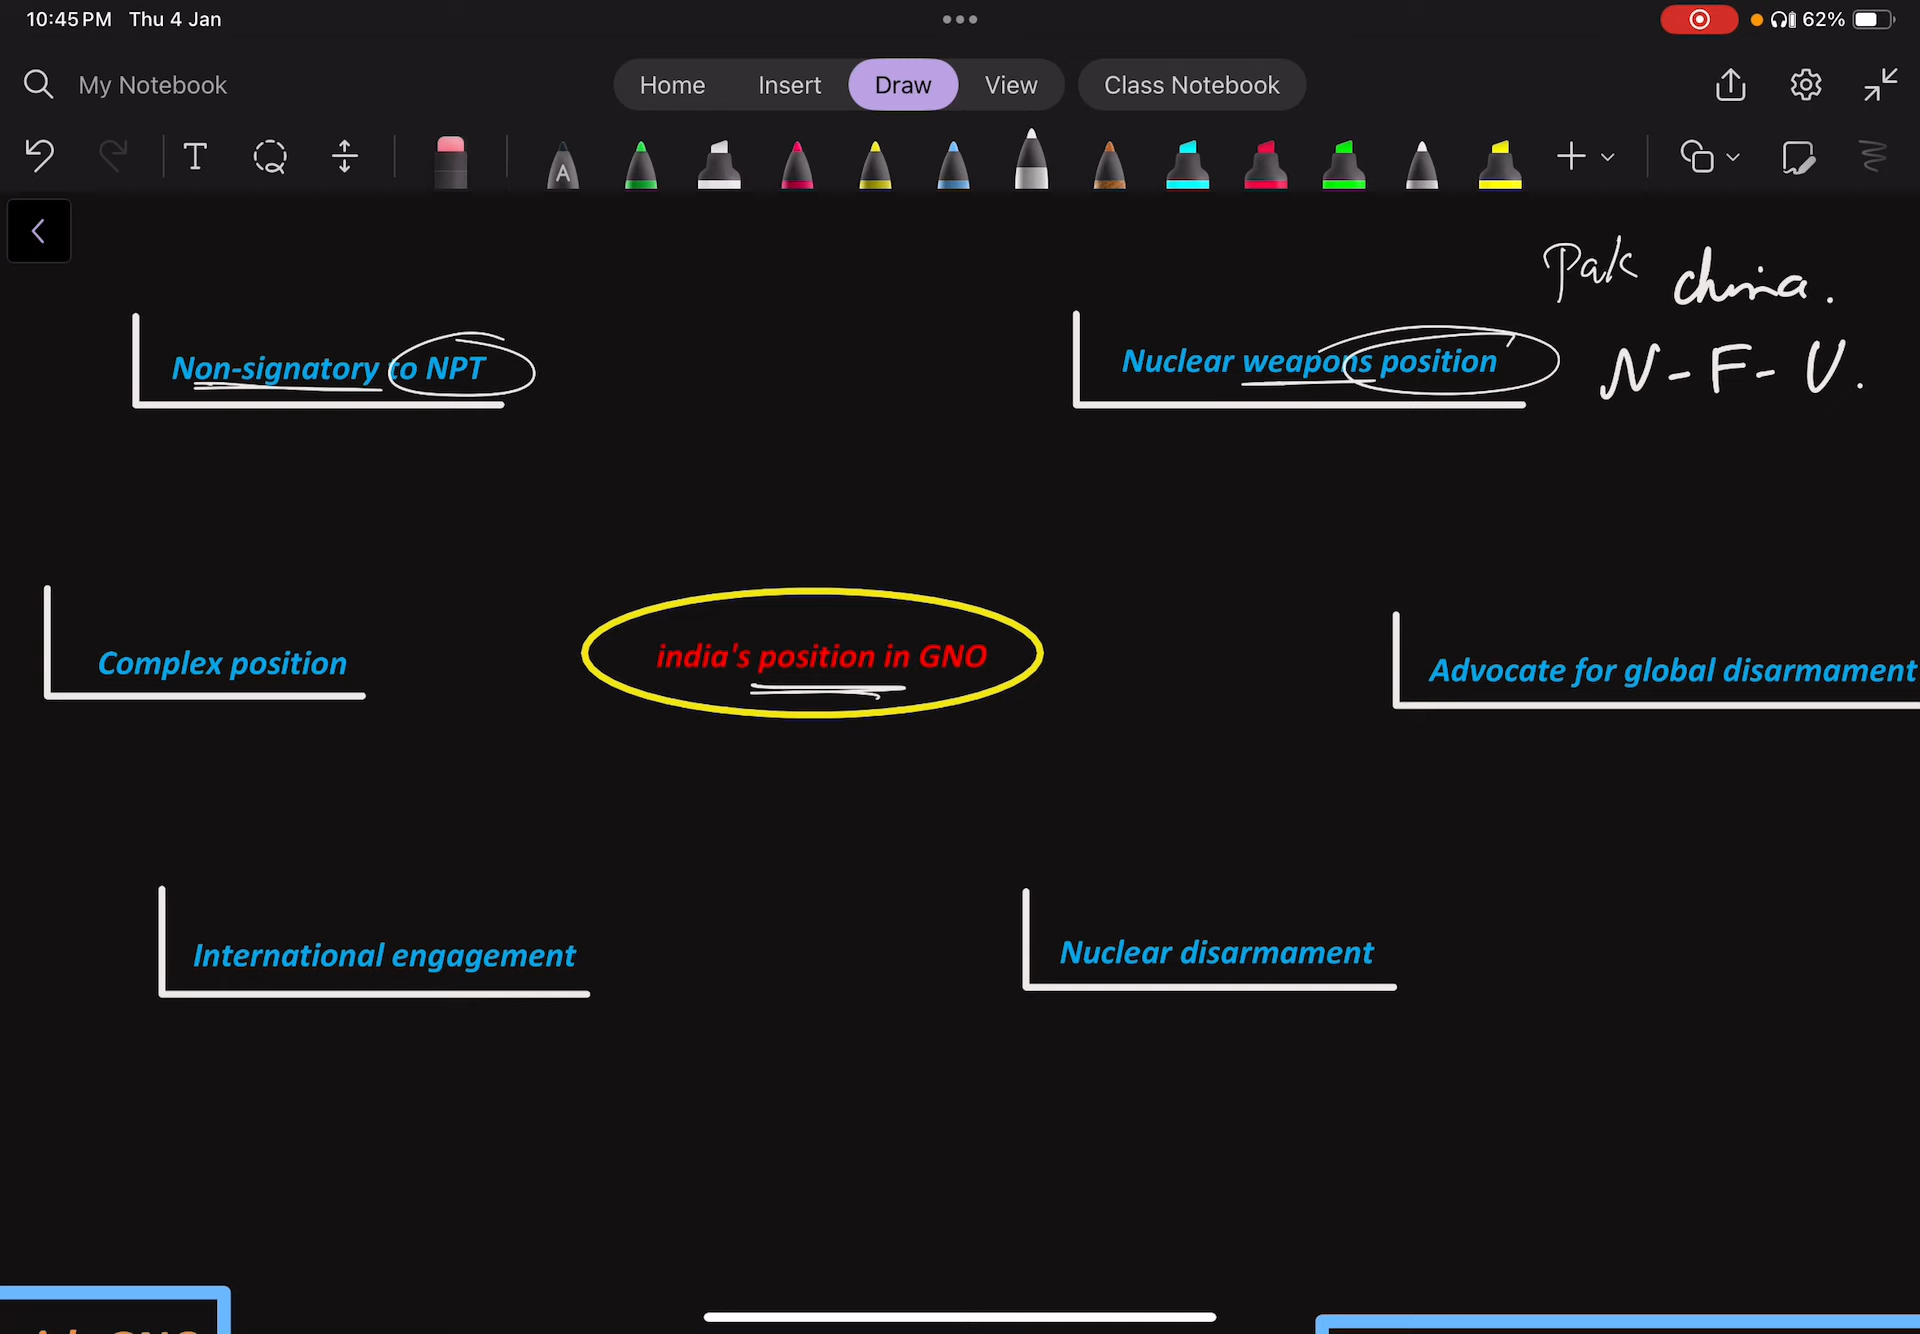 10:45 PM Thu 4 Jan
62%
My Notebook
Home Insert Draw View Class Notebook
T
A
Pak china.
Non-signatory to NPT
Nuclear weapons position
N-F-U.
Complex position
india's position in GNO
Advocate for global disarmament
International engagement
Nuclear disarmament